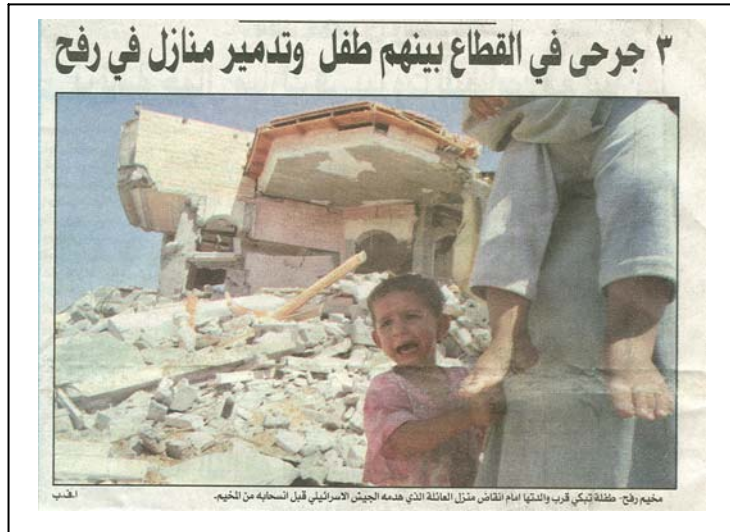 ٣ جرحى في القطاع بينهم طفل وتدمير منازل في رفح
مخيم رفح- طفلة تبكي قرب والدتها امام انقاض منزل العائلة الذي هدمه الجيش الاسرائيلي قبل انسحابه من المخيم.
ا.ف.ب